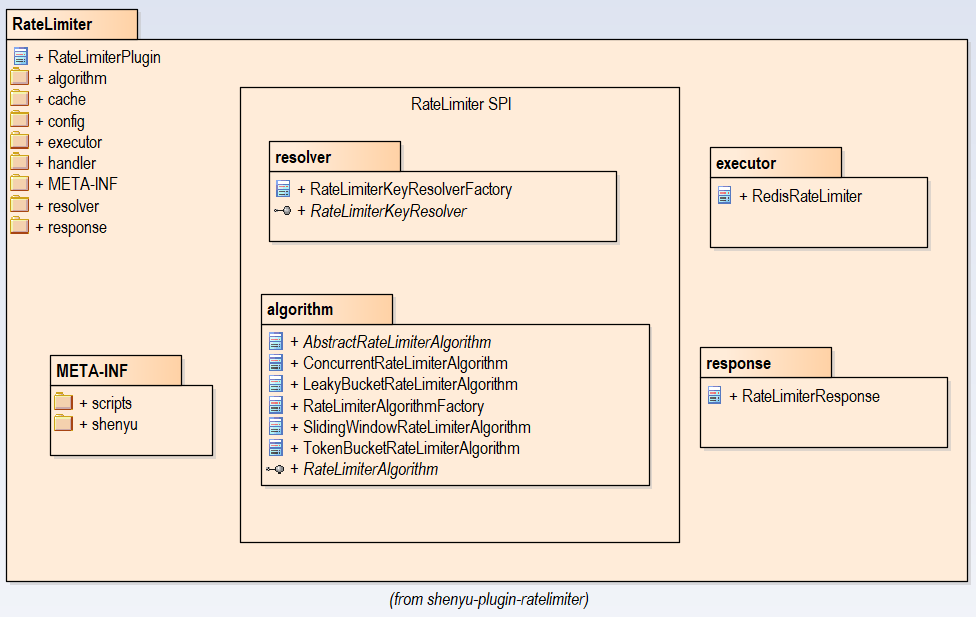 RateLimiter
+ RateLimiterPlugin
+ algorithm
+ cache
+ config
+ executor
+ handler
+ META-INF
+ resolver
+ response
RateLimiter SPI
resolver
+ RateLimiterKeyResolverFactory
+ RateLimiterKeyResolver
algorithm
+ AbstractRateLimiterAlgorithm
+ ConcurrentRateLimiterAlgorithm
+ LeakyBucketRateLimiterAlgorithm
+ RateLimiterAlgorithmFactory
+ SlidingWindowRateLimiterAlgorithm
+ TokenBucketRateLimiterAlgorithm
+ RateLimiterAlgorithm
executor
+ RedisRateLimiter
META-INF
+ scripts
+ shenyu
response
+ RateLimiterResponse
(from shenyu-plugin-ratelimiter)